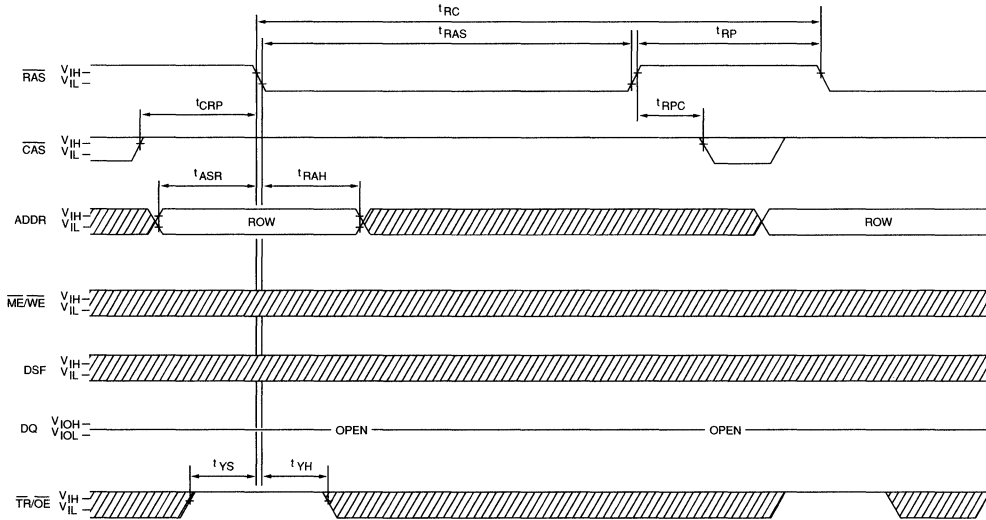 tRC
tRAS
tRP
RAS VIH
VIL
tCRP
tRPC
CAS VIH
VIL
tASR
tRAH
ADDR VIH
VIL
ROW
ROW
ME/WE VIH
VIL
DSF VIH
VIL
DQ VIOH
VIOL
OPEN
OPEN
tYS
tYH
TR/OE VIH
VIL